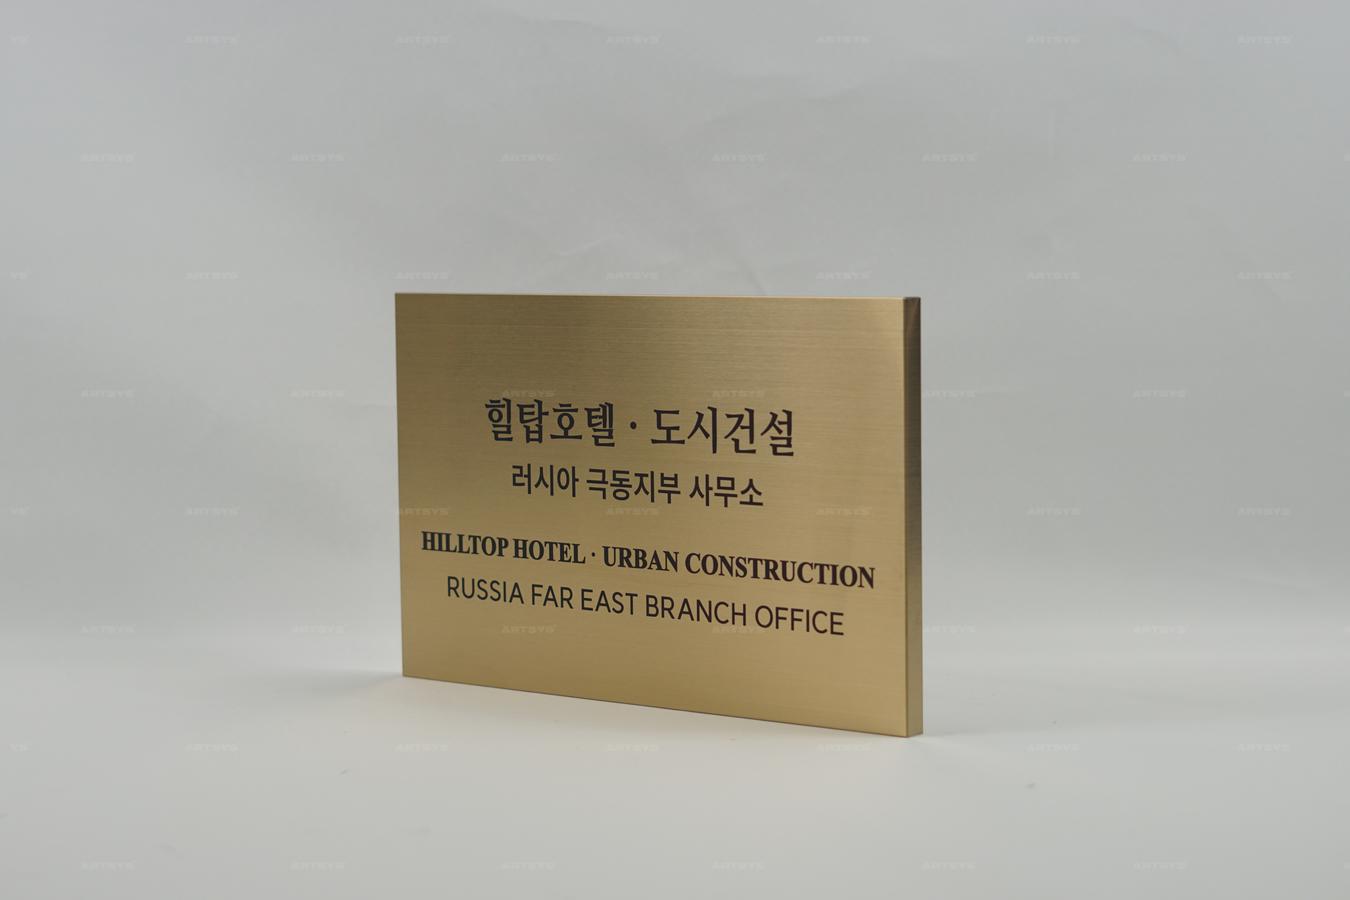 힐탑호텔 · 도시건설
러시아 극동지부 사무소
HILLTOP HOTEL · URBAN CONSTRUCTION
RUSSIA FAR EAST BRANCH OFFICE
ARTSYS